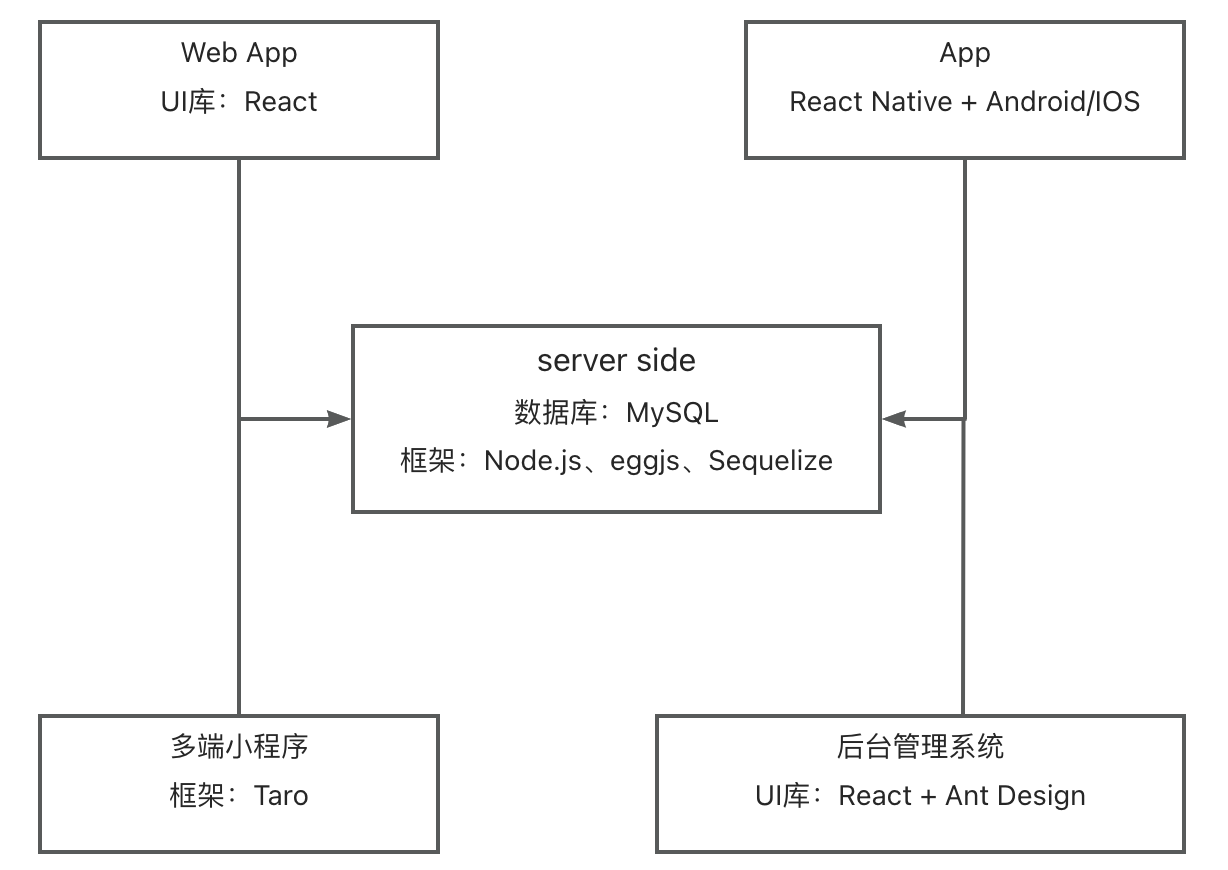 Web App
UI库：React
App
React Native + Android/IOS
server side
数据库：MySQL
框架：Node.js、eggjs、Sequelize
多端小程序
框架：Taro
后台管理系统
UI库：React + Ant Design